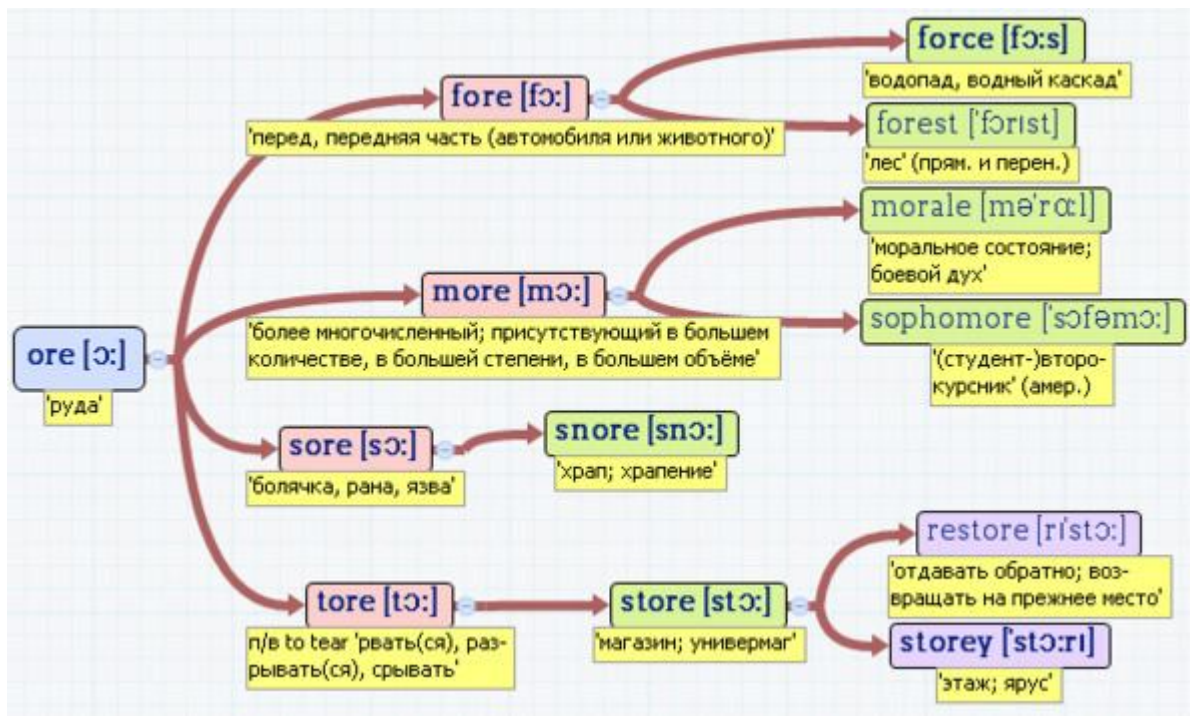 force [fɔ:s]
'водопад, водный каскад'
fore [fɔ:]
'перед, передняя часть (автомобиля или животного)'
forest ['fɔrɪst]
'лес' (прям. и перен.)
morale [mə'rɑ:l]
'моральное состояние;
боевой дух'
more [mɔ:]
'более многочисленный; присутствующий в большем
количестве, в большей степени, в большем объёме'
sophomore ['sɔfəmɔ:]
'(студент-)второ-
курсник' (амер.)
ore [ɔ:]
'руда'
sore [sɔ:]
'болячка, рана, язва'
snore [snɔ:]
'храп; храпение'
tore [tɔ:]
п/в to tear 'рвать(ся), раз-
рывать(ся), срывать'
store [stɔ:]
'магазин; универмаг'
restore [rɪ'stɔ:]
'отдавать обратно; воз-
вращать на прежнее место'
storey ['stɔ:rɪ]
'этаж; ярус'